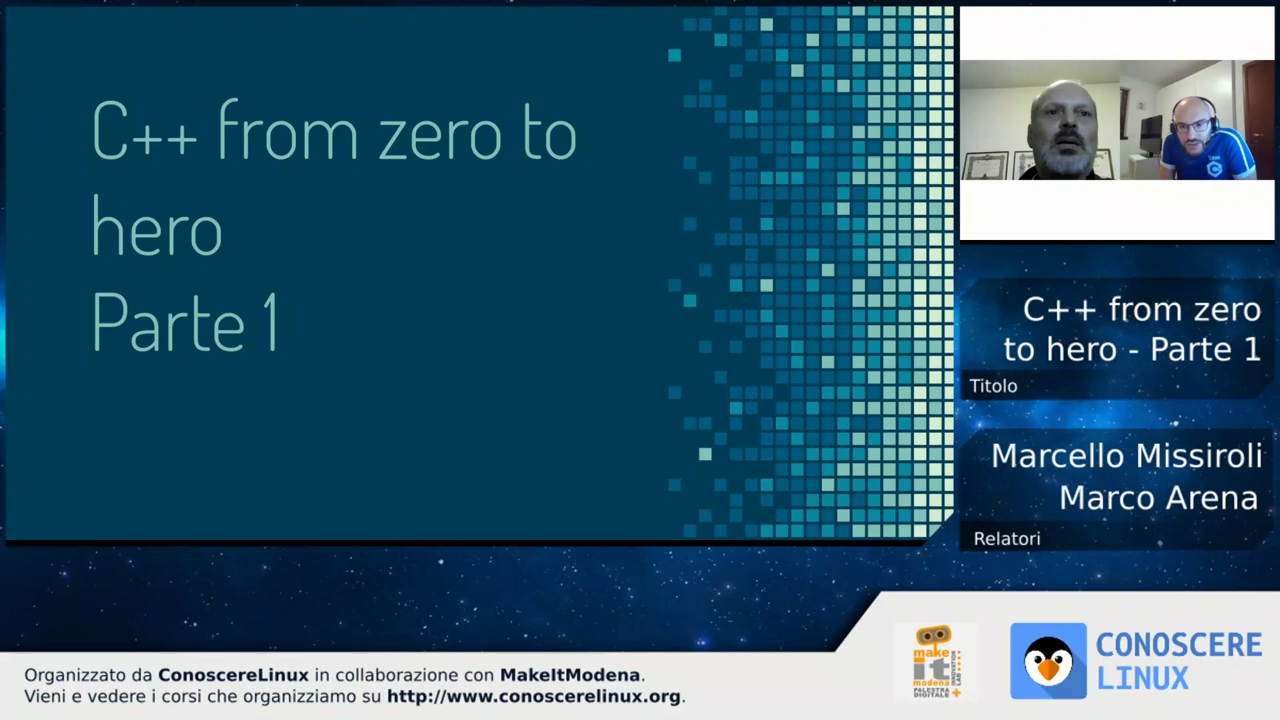 C++ from zero to
hero
Parte 1
C++ from zero
to hero - Parte 1
Titolo
Marcello Missiroli
Marco Arena
Relatori
Organizzato da ConoscereLinux in collaborazione con MakeItModena.
Vieni e vedere i corsi che organizziamo su http://www.conoscerelinux.org.
make
it
modena
PALESTRA
DIGITALE
INNOVATION
LAB
CONOSCERE
LINUX